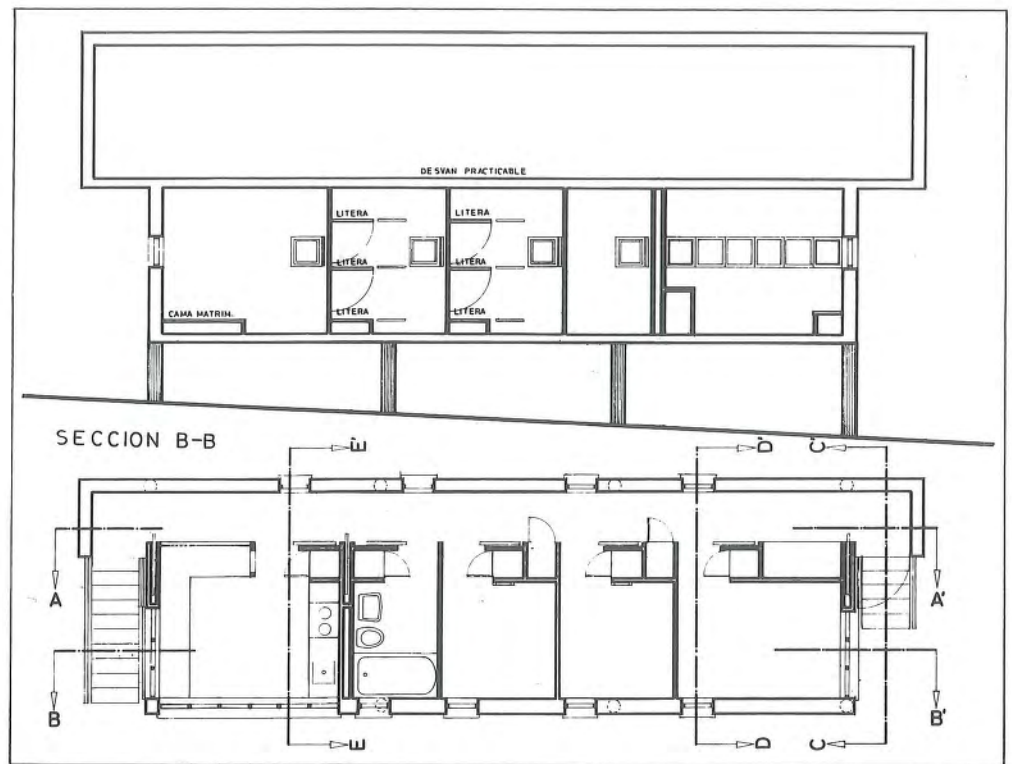 DESVAN PRACTICABLE
LITERA
LITERA
LITERA
LITERA
LITERA
LITERA
CAMA MATRIM.
SECCION B-B
E'
D'
C'
A
A'
B
B'
E
D
C